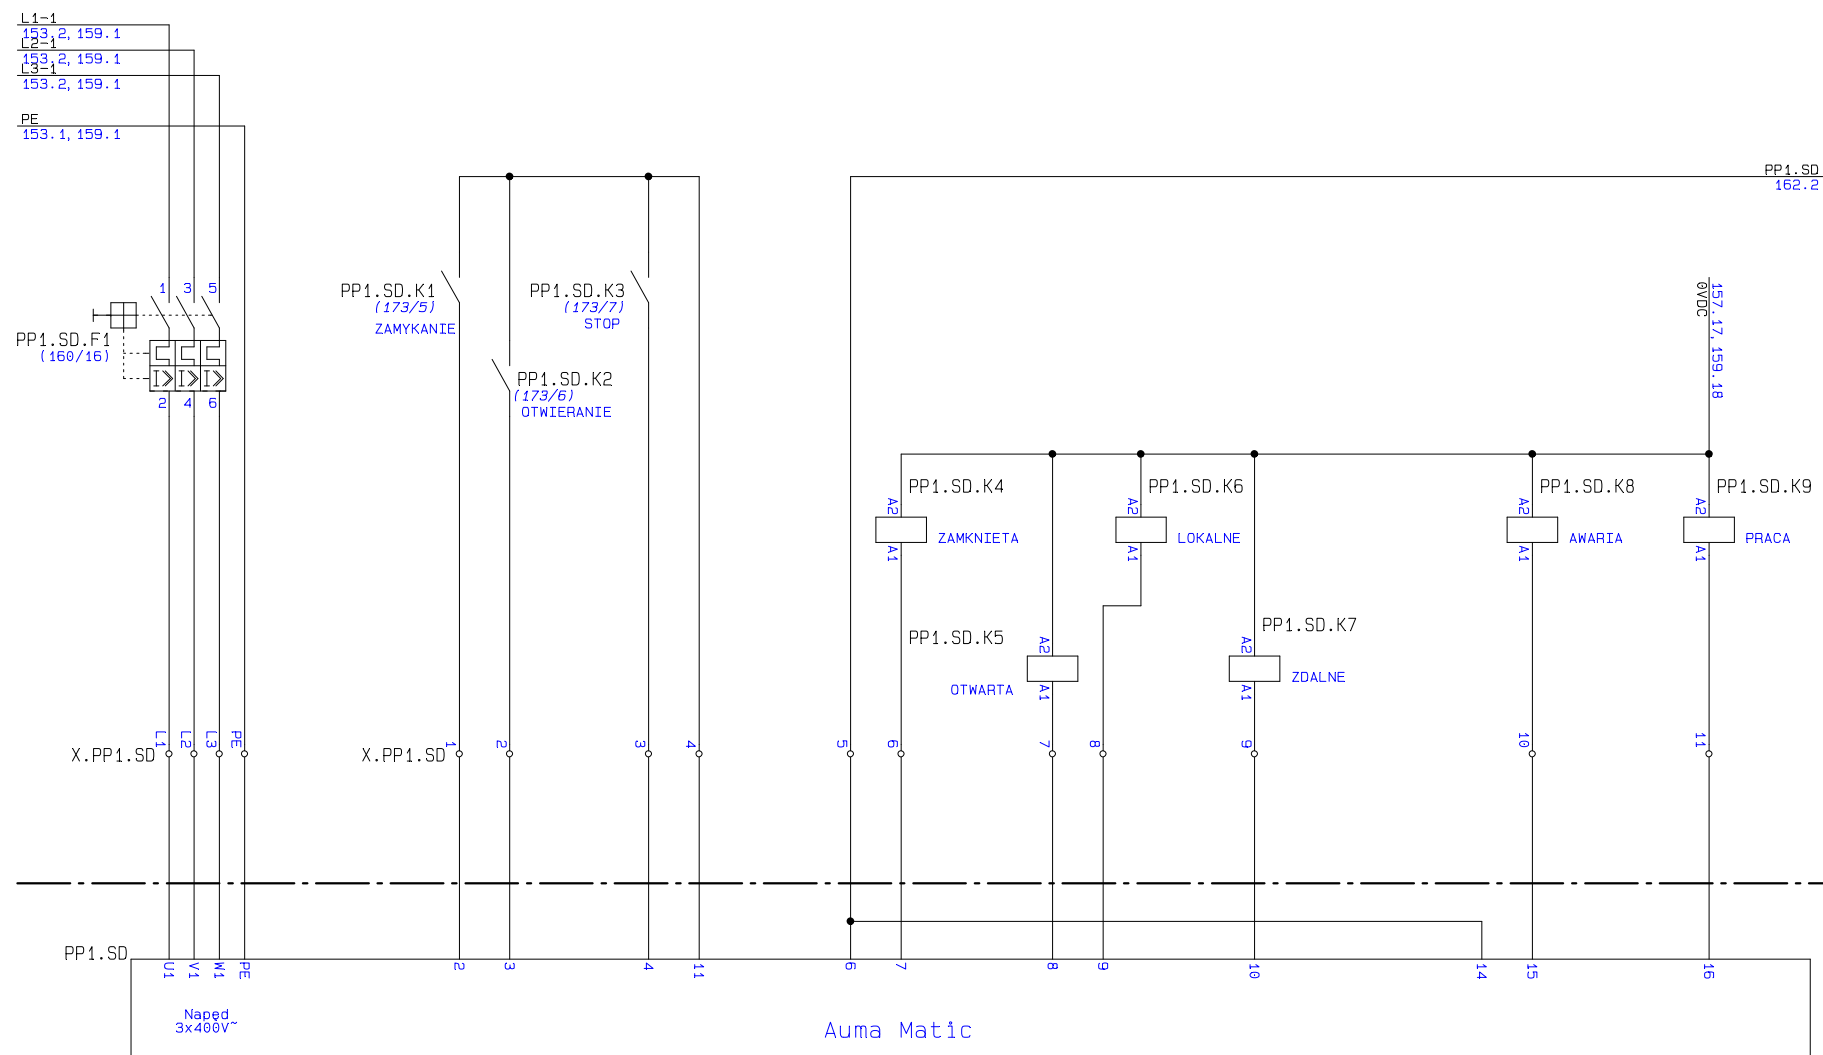 L1-1
153.2, 159.1
L2-1
153.2, 159.1
L3-1
153.2, 159.1
PE
153.1, 159.1
PP1.SD
162.2
1 3 5
PP1.SD.F1
(160/16)
2 4 6
PP1.SD.K1
(173/5)
ZAMYKANIE
PP1.SD.K2
(173/6)
OTWIERANIE
PP1.SD.K3
(173/7)
STOP
0VDC
157.17, 159.18
PP1.SD.K4
A2
A1
ZAMKNIETA
PP1.SD.K5
A2
A1
OTWARTA
PP1.SD.K6
A2
A1
LOKALNE
PP1.SD.K7
A2
A1
ZDALNE
PP1.SD.K8
A2
A1
AWARIA
PP1.SD.K9
A2
A1
PRACA
X.PP1.SD
L1 L2 L3 PE
X.PP1.SD
1 2 3 4 5 6 7 8 9 10 11
PP1.SD
U1 V1 W1 PE 2 3 4 11 6 7 8 9 10 14 15 16
Napęd
3x400V~
Auma Matic